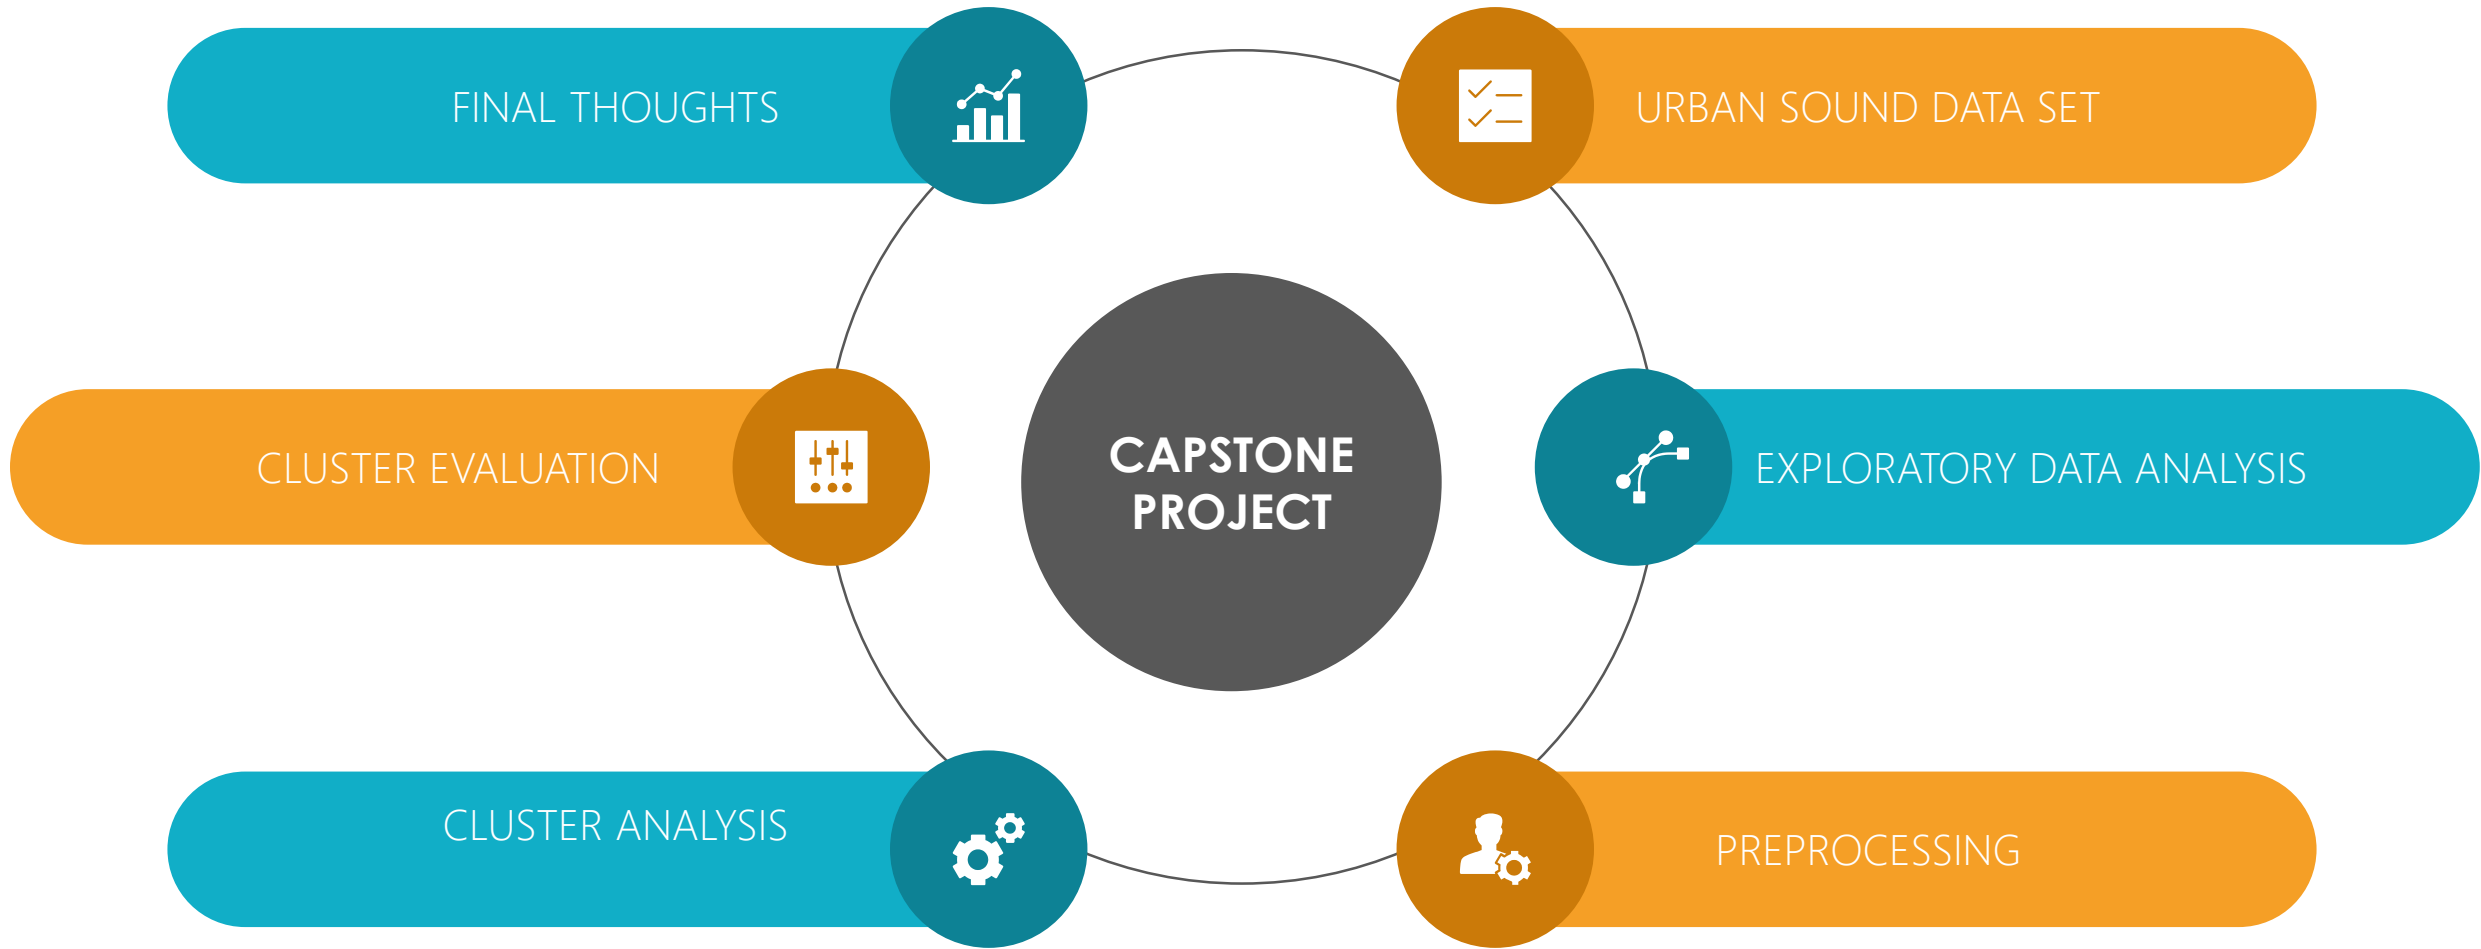 FINAL THOUGHTS
URBAN SOUND DATA SET
CAPSTONE
PROJECT
CLUSTER EVALUATION
EXPLORATORY DATA ANALYSIS
CLUSTER ANALYSIS
PREPROCESSING